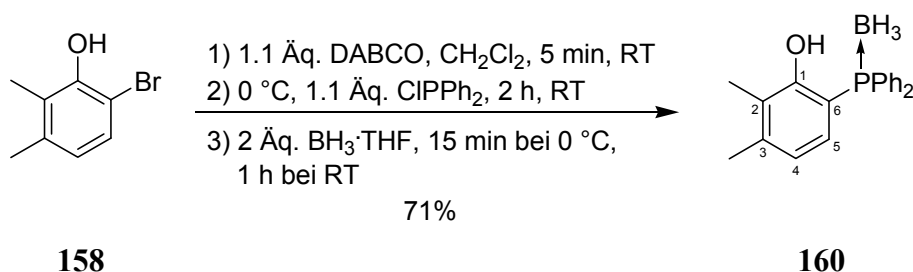 OH
Br
1) 1.1 Äq. DABCO, CH₂Cl₂, 5 min, RT
2) 0 °C, 1.1 Äq. ClPPh₂, 2 h, RT
3) 2 Äq. BH₃·THF, 15 min bei 0 °C,
1 h bei RT
71%
BH₃
OH
PPh₂
1
2
6
3
5
4
158
160